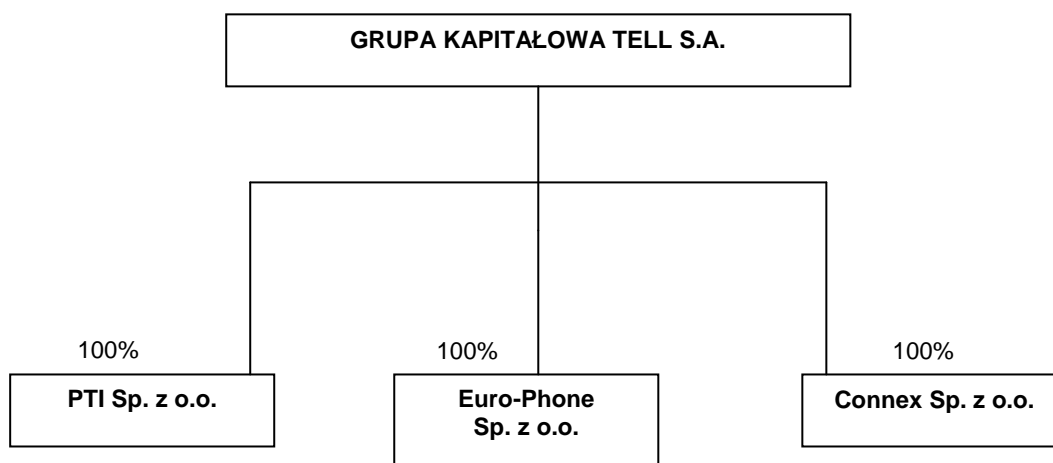 GRUPA KAPITAŁOWA TELL S.A.
100%
100%
100%
PTI Sp. z o.o.
Euro-Phone
Sp. z o.o.
Connex Sp. z o.o.